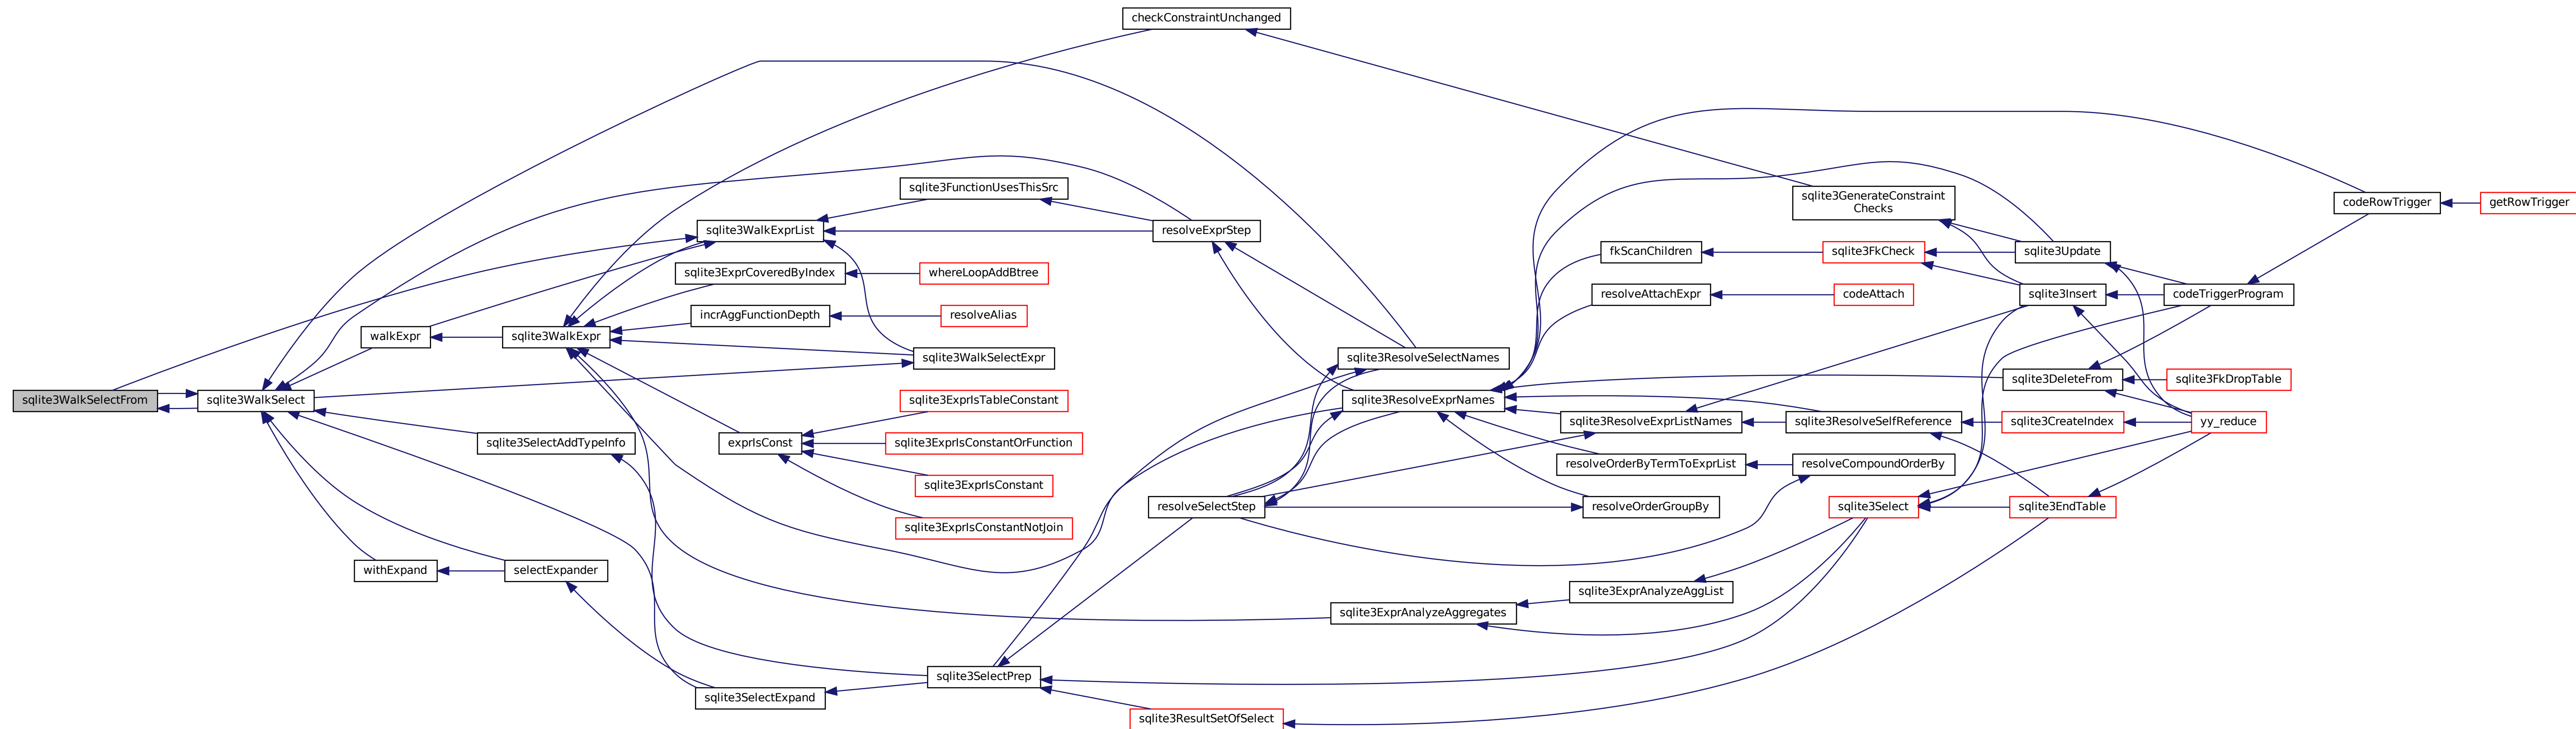 checkConstraintUnchanged
sqlite3FunctionUsesThisSrc
sqlite3GenerateConstraint
Checks
codeRowTrigger
getRowTrigger
sqlite3WalkExprList
resolveExprStep
fkScanChildren
sqlite3FkCheck
sqlite3Update
sqlite3ExprCoveredByIndex
whereLoopAddBtree
resolveAttachExpr
codeAttach
sqlite3Insert
codeTriggerProgram
incrAggFunctionDepth
resolveAlias
walkExpr
sqlite3WalkExpr
sqlite3WalkSelectExpr
sqlite3ResolveSelectNames
sqlite3DeleteFrom
sqlite3FkDropTable
sqlite3WalkSelectFrom
sqlite3WalkSelect
sqlite3ExprIsTableConstant
sqlite3ResolveExprNames
sqlite3ResolveExprListNames
sqlite3ResolveSelfReference
sqlite3CreateIndex
yy_reduce
sqlite3SelectAddTypeInfo
exprIsConst
sqlite3ExprIsConstantOrFunction
resolveOrderByTermToExprList
resolveCompoundOrderBy
sqlite3ExprIsConstant
resolveSelectStep
resolveOrderGroupBy
sqlite3Select
sqlite3EndTable
sqlite3ExprIsConstantNotJoin
withExpand
selectExpander
sqlite3ExprAnalyzeAggList
sqlite3ExprAnalyzeAggregates
sqlite3SelectPrep
sqlite3SelectExpand
sqlite3ResultSetOfSelect